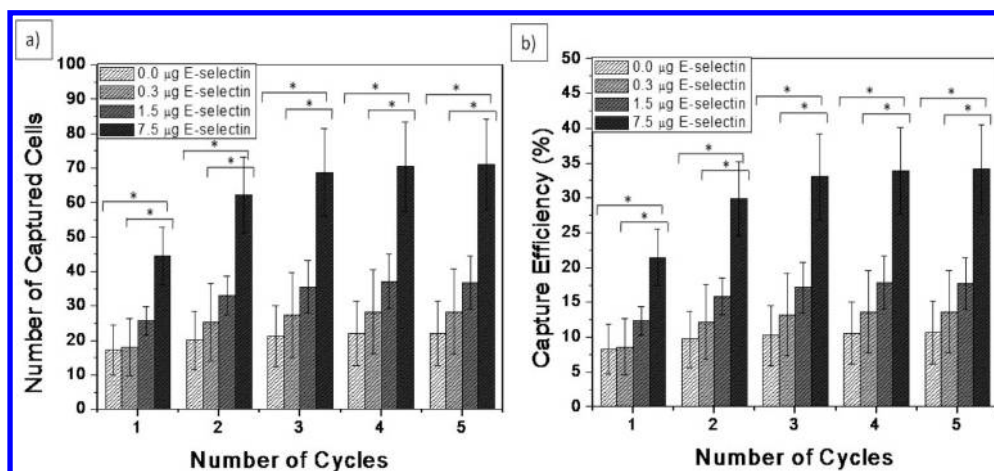 a)
0.0 μg E-selectin
0.3 μg E-selectin
1.5 μg E-selectin
7.5 μg E-selectin
Number of Captured Cells
100
90
80
70
60
50
40
30
20
10
0
* * * * *
* * * * *
1 2 3 4 5
Number of Cycles
b)
0.0 μg E-selectin
0.3 μg E-selectin
1.5 μg E-selectin
7.5 μg E-selectin
Capture Efficiency (%)
50
45
40
35
30
25
20
15
10
5
0
* * * * *
* * * * *
1 2 3 4 5
Number of Cycles